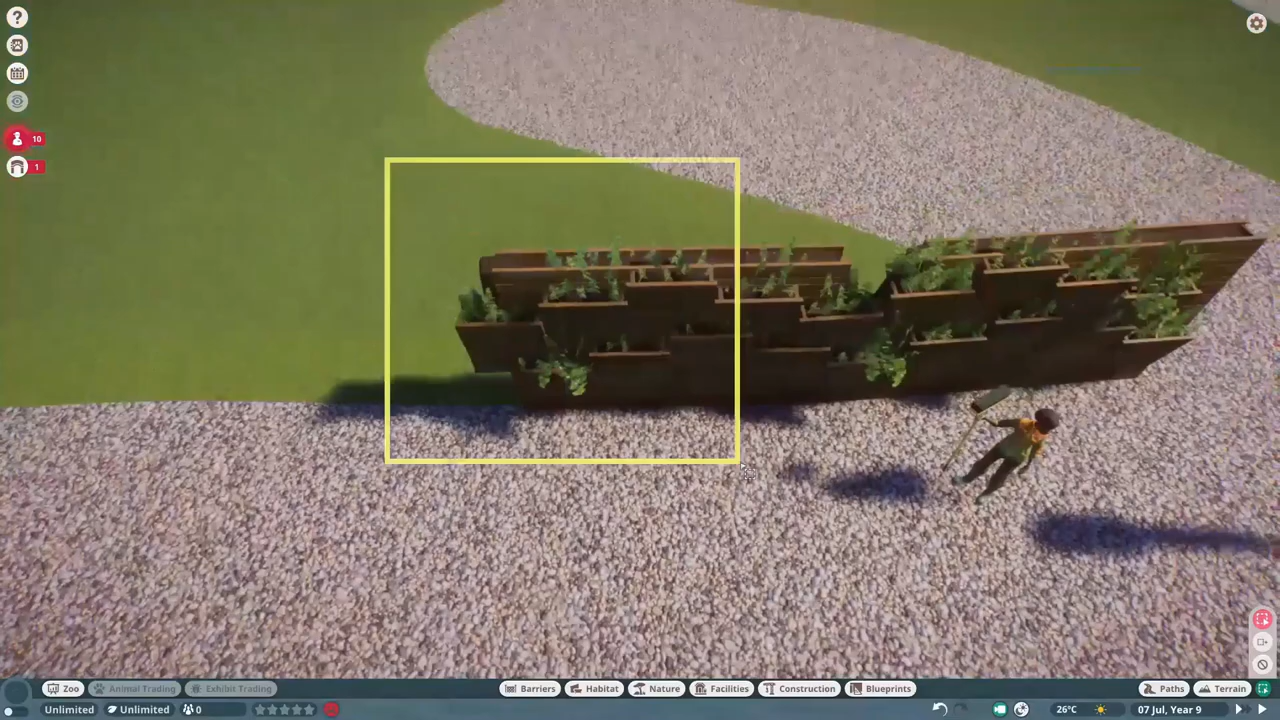 ?
10
1
Zoo
Animal Trading
Exhibit Trading
Barriers
Habitat
Nature
Facilities
Construction
Blueprints
Paths
Terrain
Unlimited
Unlimited
0
26°C
07 Jul, Year 9